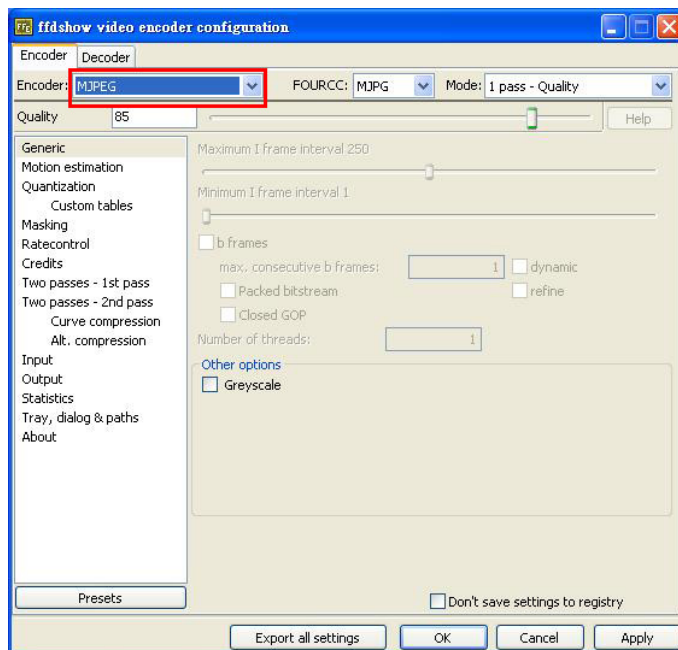 ffdshow video encoder configuration
Encoder Decoder
Encoder: MJPEG FOURCC: MJPG Mode: 1 pass - Quality
Quality 85 Help
Generic
Motion estimation
Quantization
Custom tables
Masking
Ratecontrol
Credits
Two passes - 1st pass
Two passes - 2nd pass
Curve compression
Alt. compression
Input
Output
Statistics
Tray, dialog & paths
About
Maximum I frame interval 250
Minimum I frame interval 1
b frames
max. consecutive b frames: 1 dynamic
Packed bitstream refine
Closed GOP
Number of threads: 1
Other options
Greyscale
Presets
Don't save settings to registry
Export all settings OK Cancel Apply